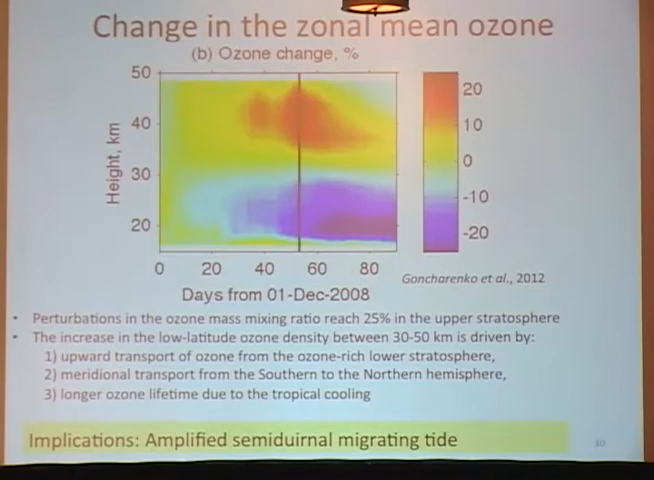 Change in the zonal mean ozone
(b) Ozone change, %
50
40
30
20
Height, km
0 20 40 60 80
Days from 01-Dec-2008
20
10
0
-10
-20
Goncharenko et al., 2012
• Perturbations in the ozone mass mixing ratio reach 25% in the upper stratosphere
• The increase in the low-latitude ozone density between 30-50 km is driven by:
1) upward transport of ozone from the ozone-rich lower stratosphere,
2) meridional transport from the Southern to the Northern hemisphere,
3) longer ozone lifetime due to the tropical cooling
Implications: Amplified semiduirnal migrating tide
30